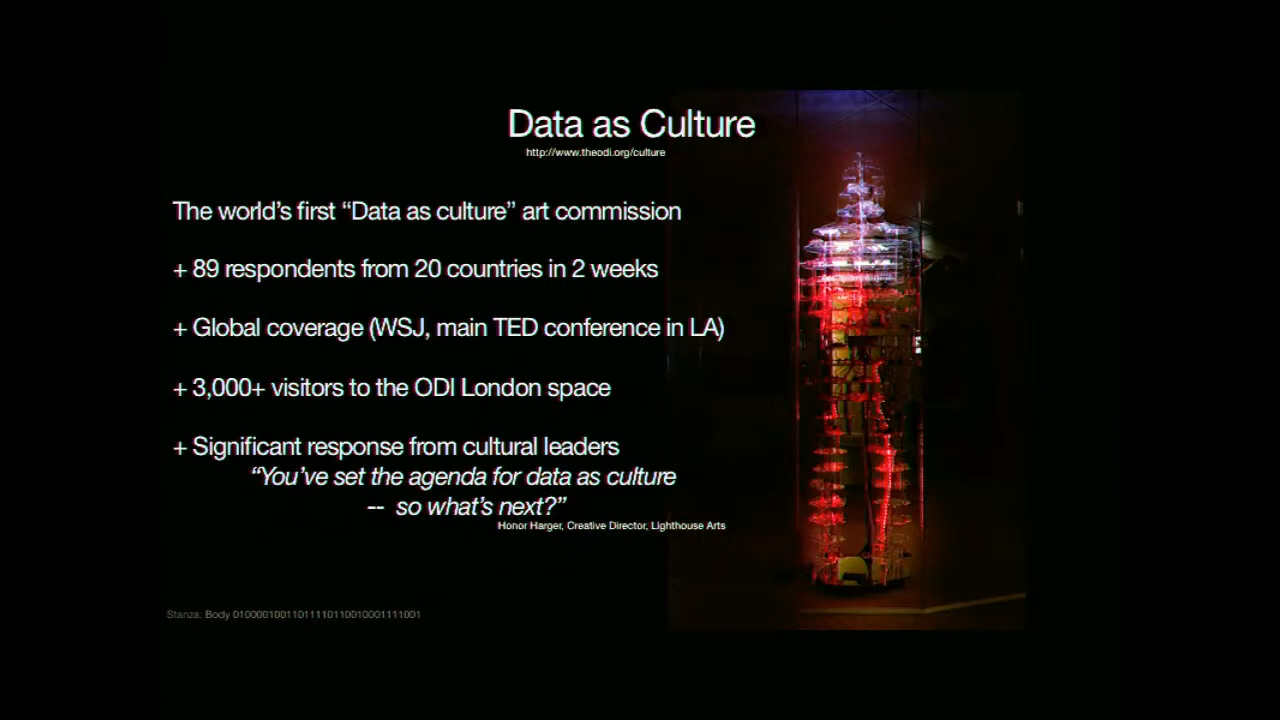 Data as Culture
http://www.theodi.org/culture
The world's first “Data as culture” art commission
+ 89 respondents from 20 countries in 2 weeks
+ Global coverage (WSJ, main TED conference in LA)
+ 3,000+ visitors to the ODI London space
+ Significant response from cultural leaders
“You've set the agenda for data as culture
-- so what's next?”
Honor Harger, Creative Director, Lighthouse Arts
Stanza: Body 01000010011011110110010001111001